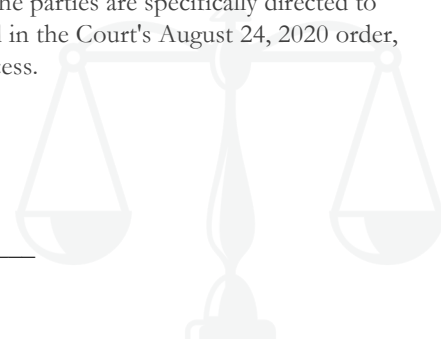 he parties are specifically directed to
in the Court's August 24, 2020 order,
ess.